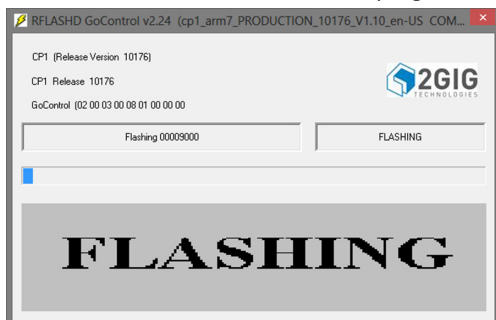 RFLASHD GoControl v2.24 (cp1_arm7_PRODUCTION_10176_V1.10_en-US COM...
CP1 (Release Version 10176)
CP1 Release 10176
GoControl (02 00 03 00 08 01 00 00 00
2GIG
TECHNOLOGIES
Flashing 00009000
FLASHING
FLASHING